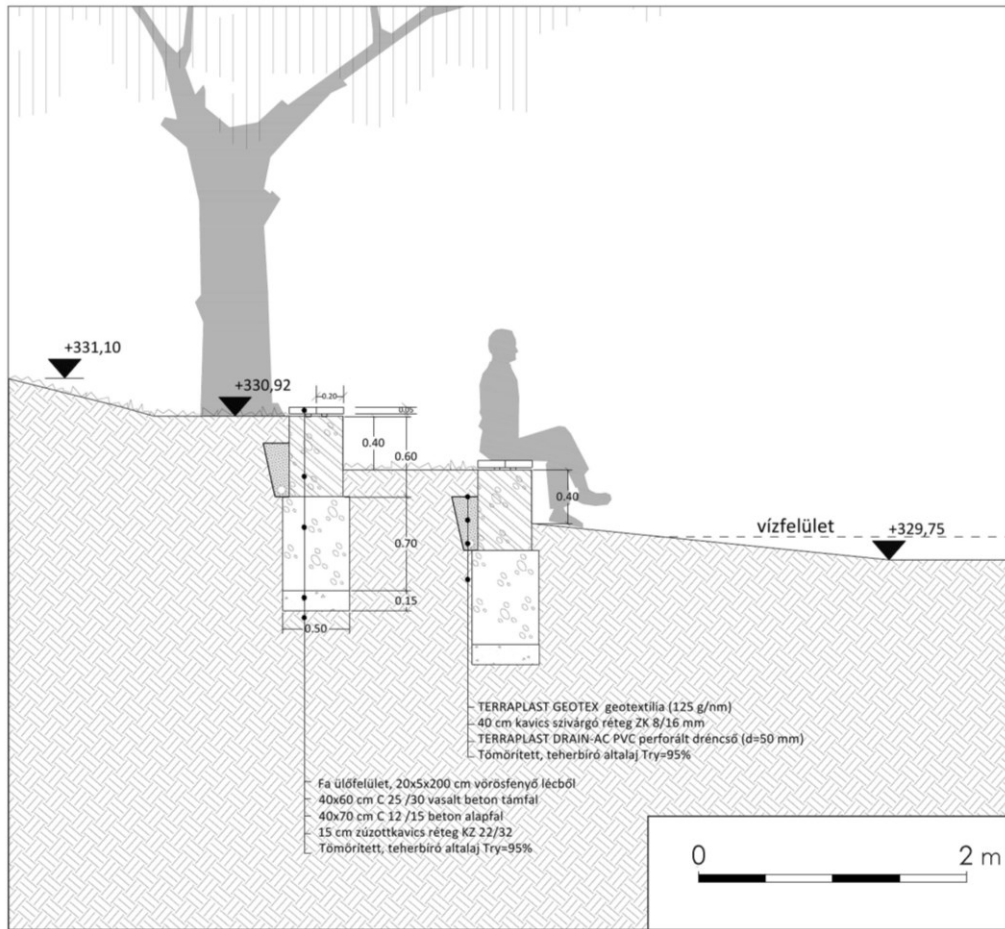 +331,10
+330,92
0.20
0.05
0.40
0.60
0.40
0.70
0.15
0.50
vízfelület
+329,75
TERRAPLAST GEOTEX geotextília (125 g/nm)
40 cm kavics szivárgó réteg ZK 8/16 mm
TERRAPLAST DRAIN-AC PVC perforált dréncső (d=50 mm)
Tömörített, teherbíró altalaj Try=95%
Fa ülőfelület, 20x5x200 cm vörösfenyő lécből
40x60 cm C 25 /30 vasalt beton támfal
40x70 cm C 12 /15 beton alapfal
15 cm zúzottkavics réteg KZ 22/32
Tömörített, teherbíró altalaj Try=95%
0 2 m